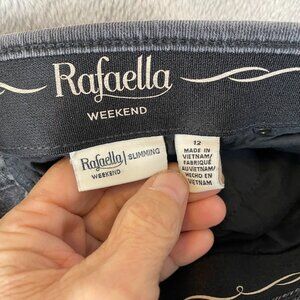 Rafaella
WEEKEND
Rafaella | SLIMMING
WEEKEND
12
MADE IN
VIETNAM/
FABRIQUÉ
AU VIETNAM/
HECHO EN
VIETNAM